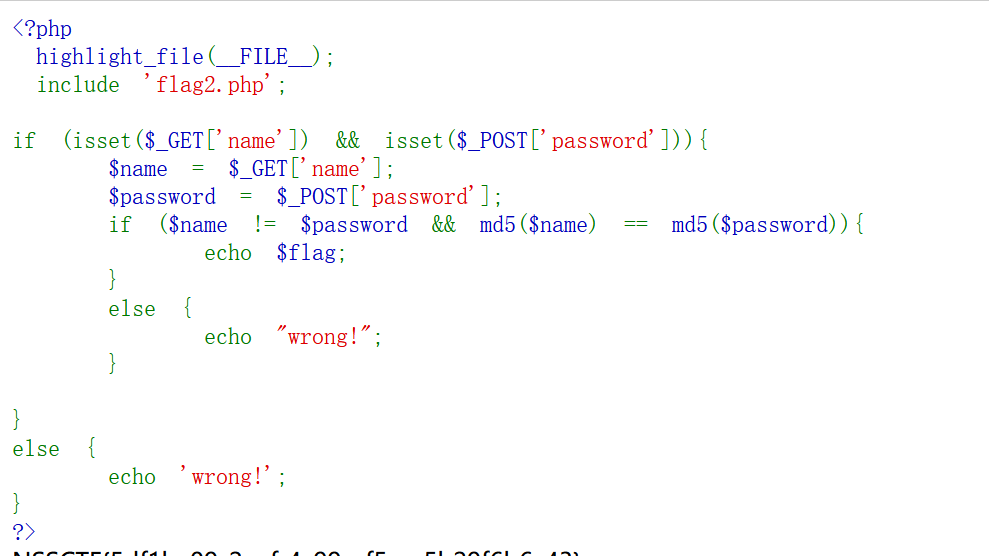 <?php
  highlight_file(__FILE__);
  include 'flag2.php';
if (isset($_GET['name']) && isset($_POST['password'])){
        $name = $_GET['name'];
        $password = $_POST['password'];
        if ($name != $password && md5($name) == md5($password)){
                echo $flag;
        }
        else {
                echo "wrong!";
        }
}
else {
        echo 'wrong!';
}
?>